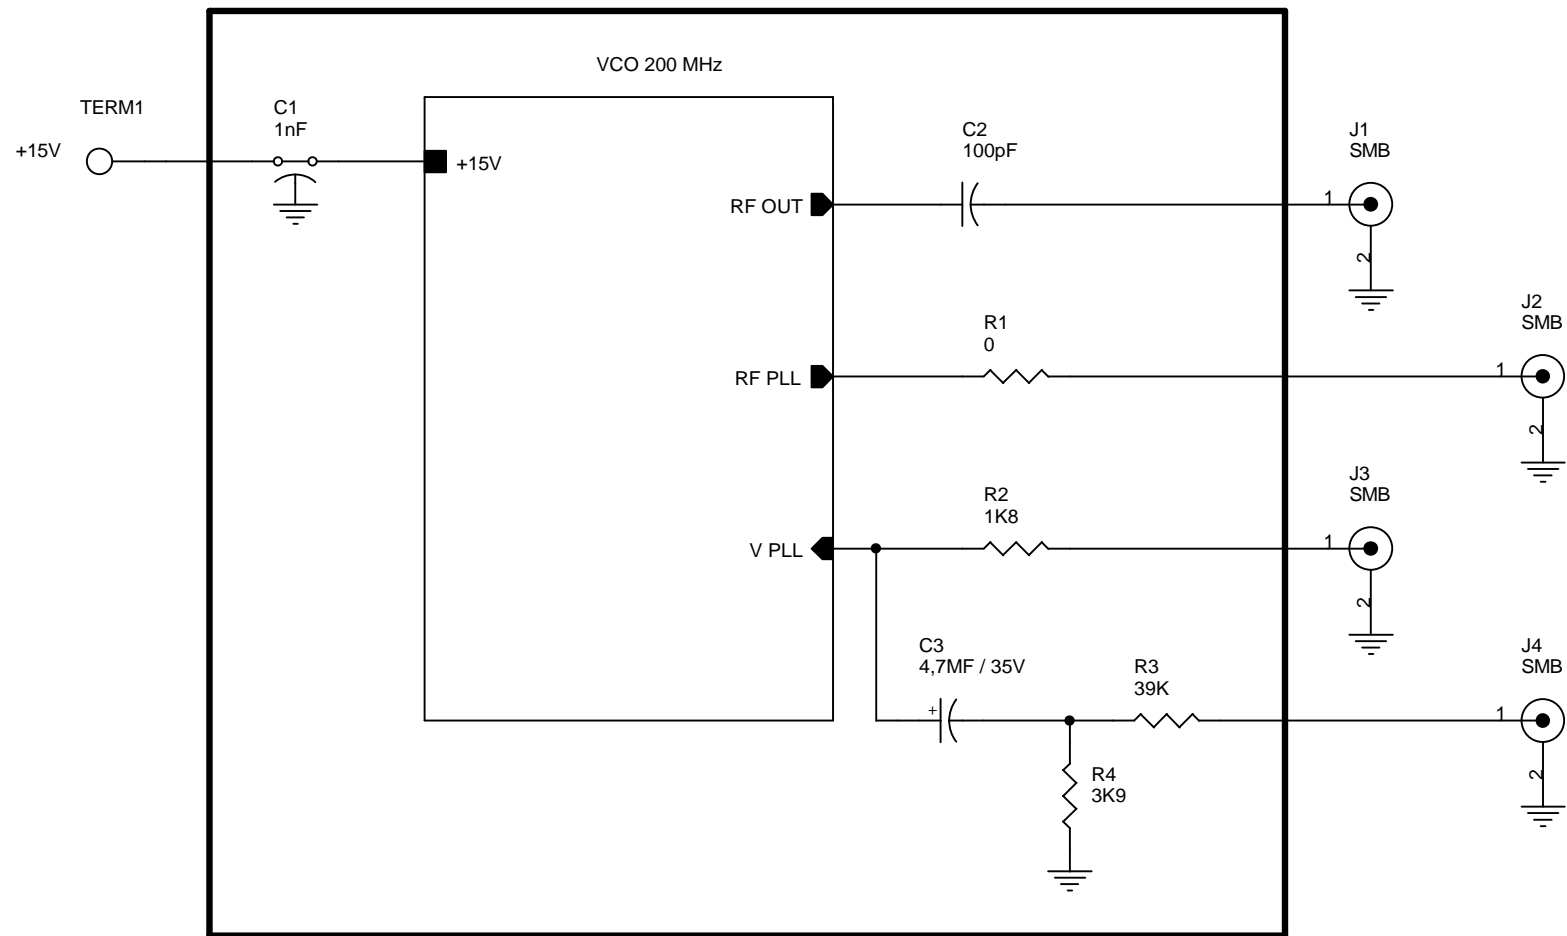 VCO 200 MHz
TERM1
C1
1nF
+15V
+15V
C2
100pF
J1
SMB
RF OUT
1
2
R1
0
J2
SMB
RF PLL
1
2
R2
1K8
J3
SMB
V PLL
1
2
C3
4,7MF / 35V
+
R3
39K
J4
SMB
1
2
R4
3K9